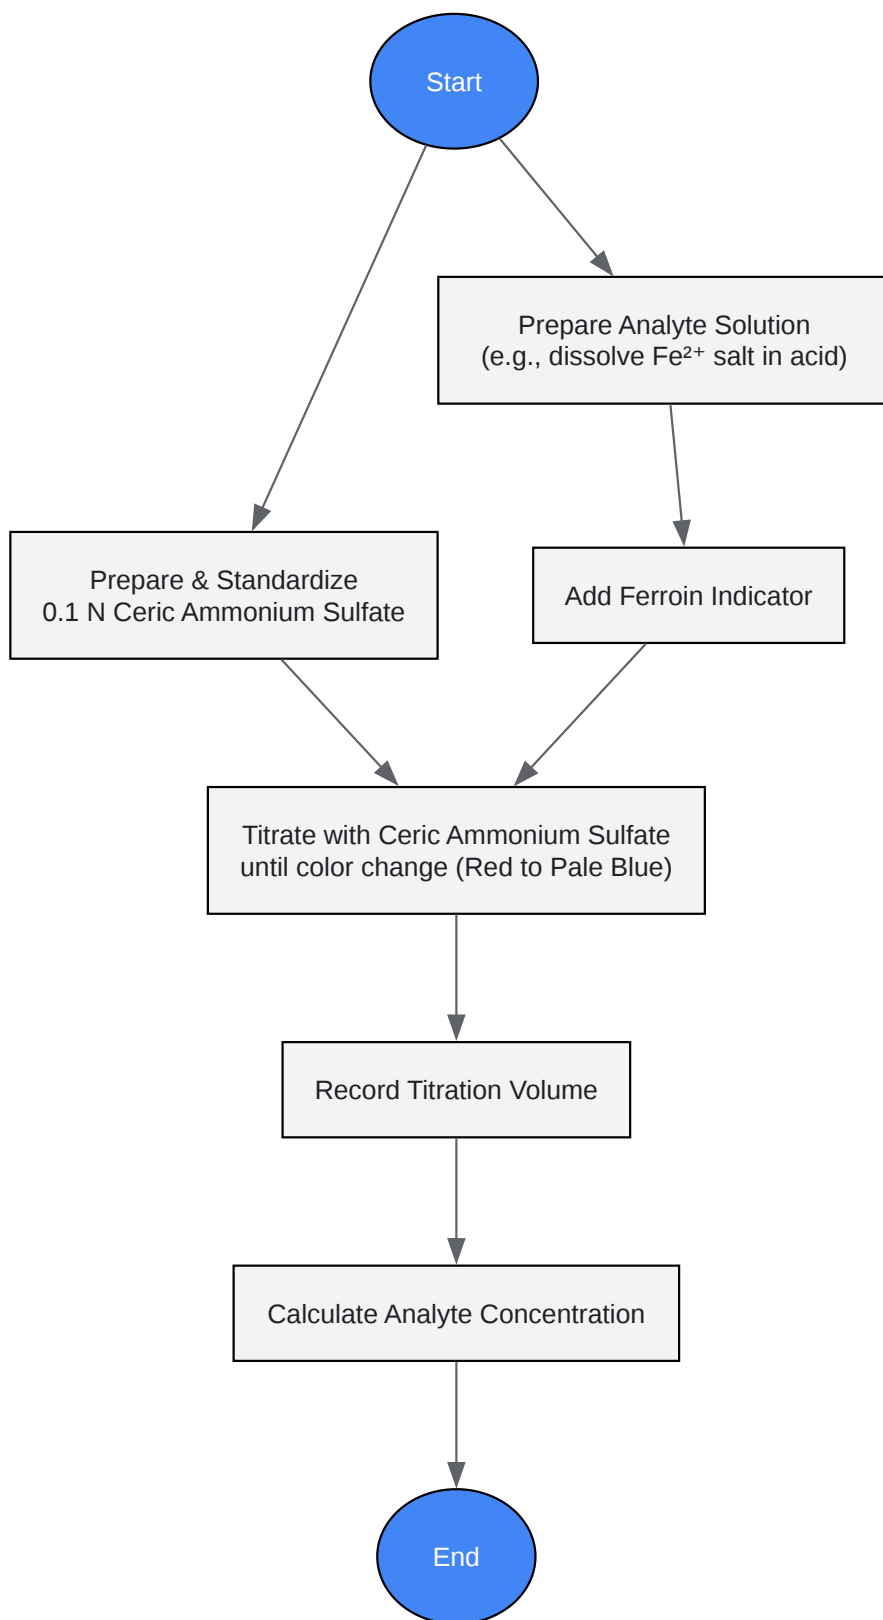 Start
Prepare Analyte Solution
(e.g., dissolve Fe²⁺ salt in acid)
Prepare & Standardize
0.1 N Ceric Ammonium Sulfate
Add Ferroin Indicator
Titrate with Ceric Ammonium Sulfate
until color change (Red to Pale Blue)
Record Titration Volume
Calculate Analyte Concentration
End